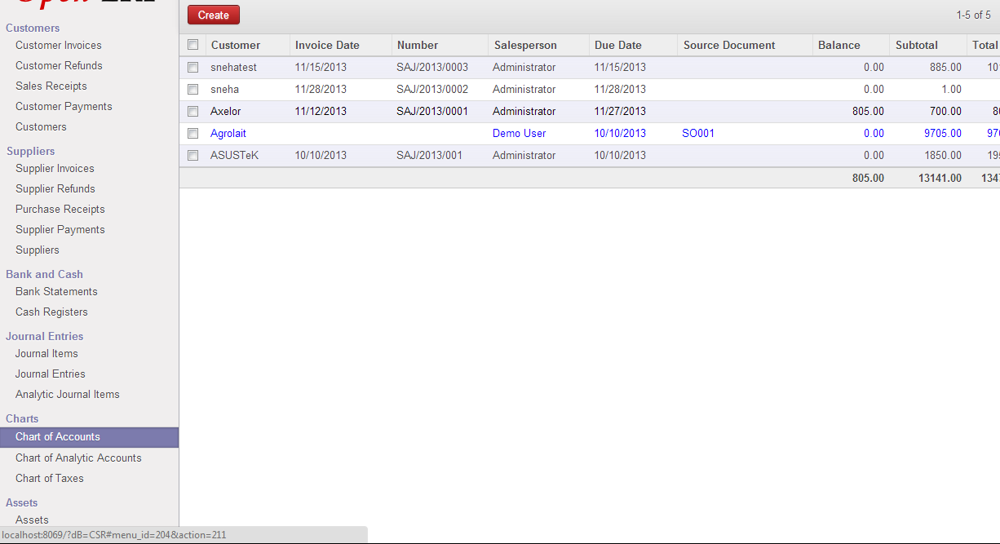 Customers
Customer Invoices
Customer Refunds
Sales Receipts
Customer Payments
Customers
Suppliers
Supplier Invoices
Supplier Refunds
Purchase Receipts
Supplier Payments
Suppliers
Bank and Cash
Bank Statements
Cash Registers
Journal Entries
Journal Items
Journal Entries
Analytic Journal Items
Charts
Chart of Accounts
Chart of Analytic Accounts
Chart of Taxes
Assets
Assets
localhost:8069/?db=CSR#menu_id=204&action=211
Create 1-5 of 5
Customer Invoice Date Number Salesperson Due Date Source Document Balance Subtotal Total
snehatest 11/15/2013 SAJ/2013/0003 Administrator 11/15/2013 0.00 885.00
sneha 11/28/2013 SAJ/2013/0002 Administrator 11/28/2013 0.00 1.00
Axelor 11/12/2013 SAJ/2013/0001 Administrator 11/27/2013 805.00 700.00
Agrolait Demo User 10/10/2013 SO001 0.00 9705.00
ASUSTeK 10/10/2013 SAJ/2013/001 Administrator 10/10/2013 0.00 1850.00
805.00 13141.00